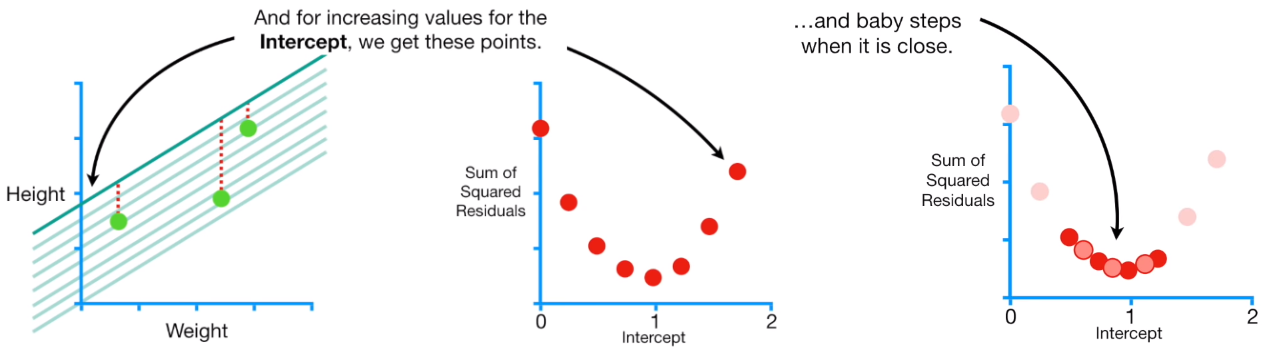 And for increasing values for the
Intercept, we get these points.
Height
Weight
Sum of
Squared
Residuals
0
1
2
Intercept
…and baby steps
when it is close.
Sum of
Squared
Residuals
0
1
2
Intercept